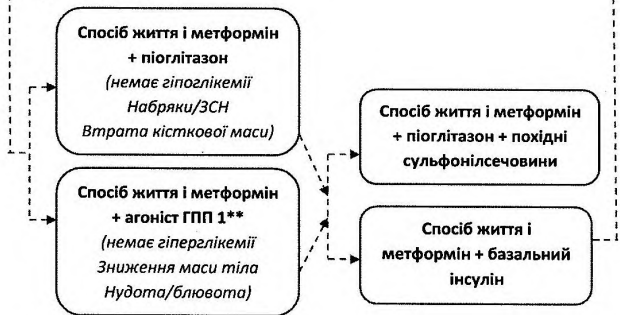 Спосіб життя і метформін
+ піоглітазон
(немає гіпоглікемії
Набряки/ЗСН
Втрата кісткової маси)
Спосіб життя і метформін
+ агоніст ГПП 1**
(немає гіперглікемії
Зниження маси тіла
Нудота/блювота)
Спосіб життя і метформін
+ піоглітазон + похідні
сульфонілсечовини
Спосіб життя і
метформін + базальний
інсулін